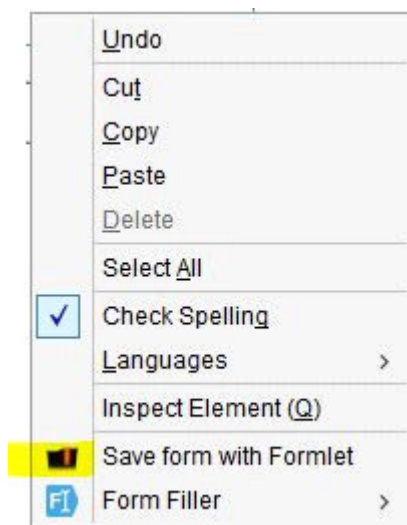 Undo
Cut
Copy
Paste
Delete
Select All
Check Spelling
Languages
Inspect Element (Q)
Save form with Formlet
Form Filler